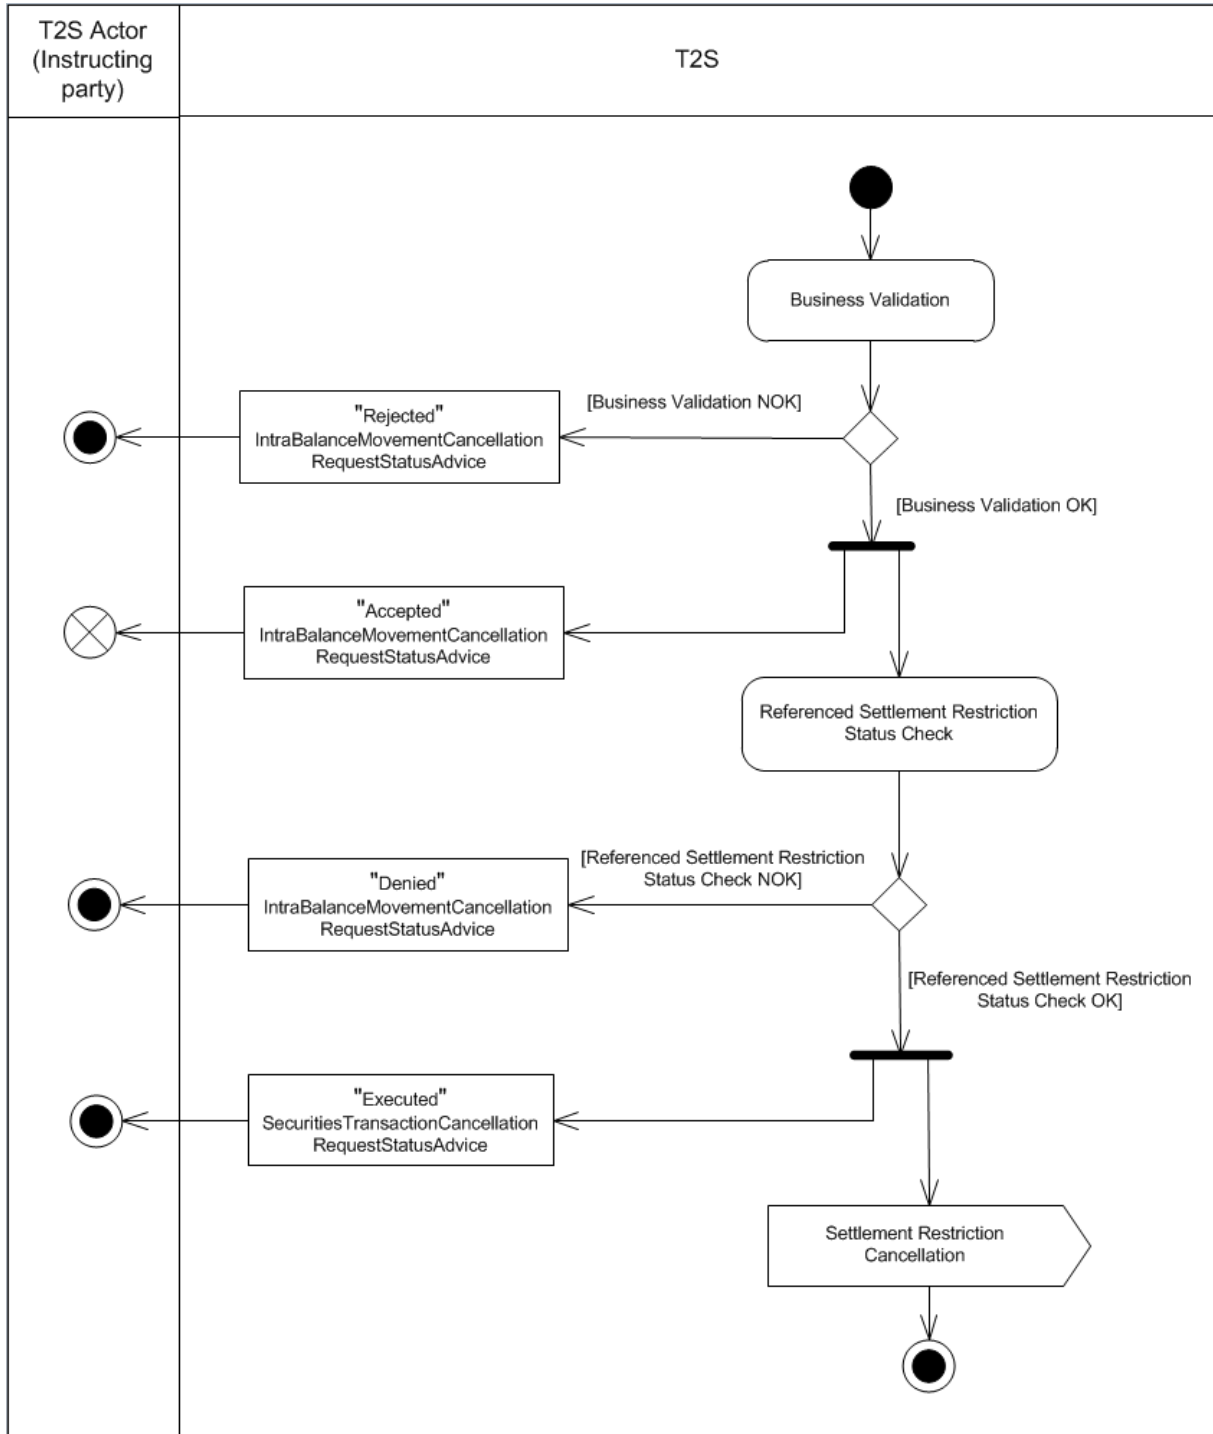 T2S Actor
(Instructing
party)
T2S
Business Validation
[Business Validation NOK]
"Rejected"
IntraBalanceMovementCancellation
RequestStatusAdvice
[Business Validation OK]
"Accepted"
IntraBalanceMovementCancellation
RequestStatusAdvice
Referenced Settlement Restriction
Status Check
[Referenced Settlement Restriction
Status Check NOK]
"Denied"
IntraBalanceMovementCancellation
RequestStatusAdvice
[Referenced Settlement Restriction
Status Check OK]
"Executed"
SecuritiesTransactionCancellation
RequestStatusAdvice
Settlement Restriction
Cancellation